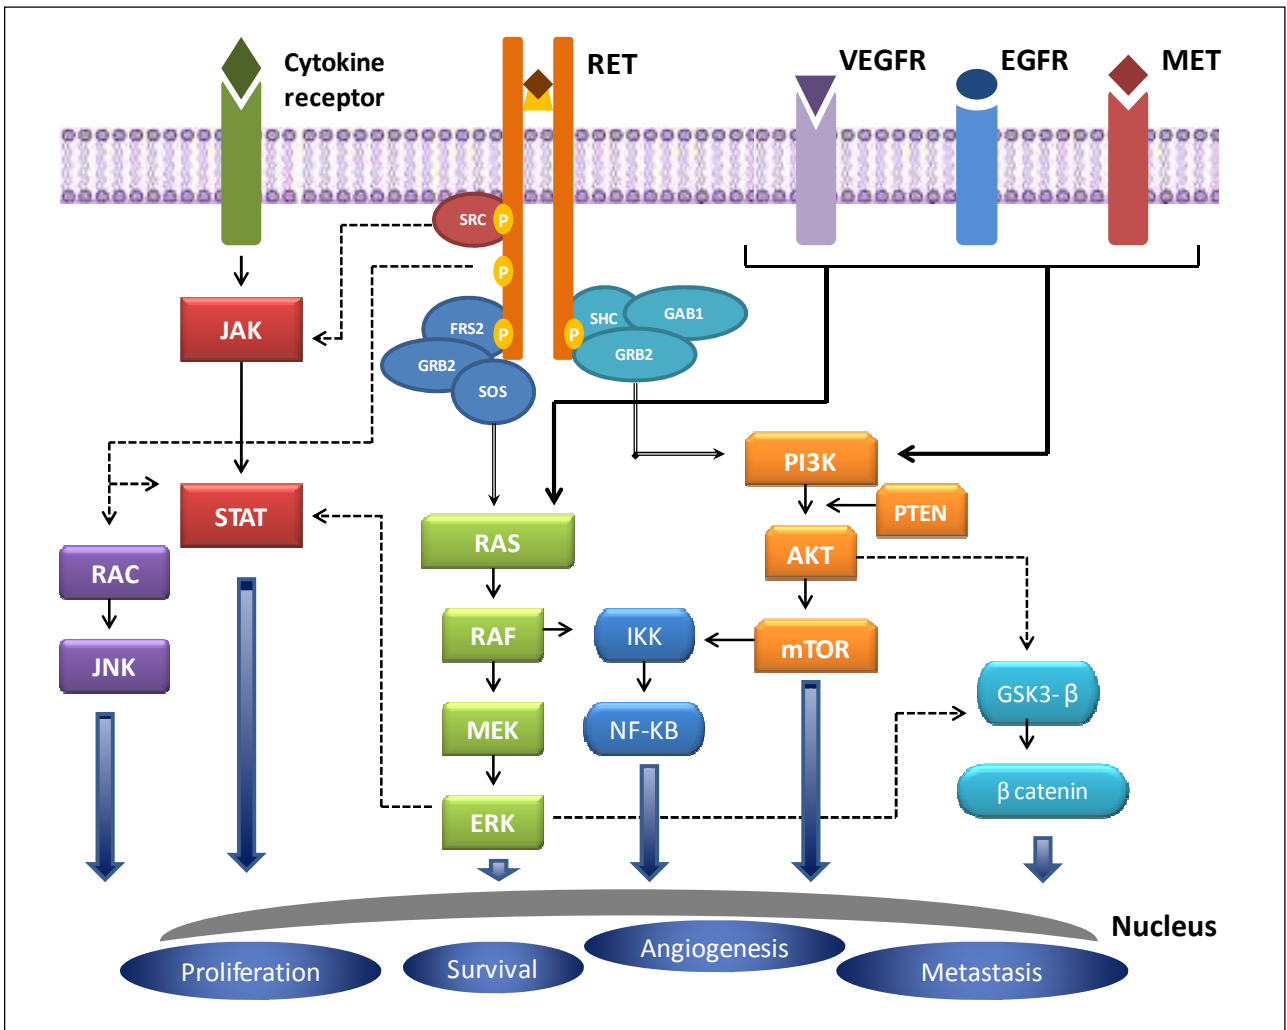 Cytokine
receptor
RET
VEGFR
EGFR
MET
SRC
P
P
P
P
JAK
FRS2
GRB2
SOS
SHC
GAB1
GRB2
PI3K
PTEN
STAT
RAS
AKT
RAC
RAF
IKK
mTOR
JNK
GSK3- β
MEK
NF-KB
β catenin
ERK
Nucleus
Proliferation
Survival
Angiogenesis
Metastasis